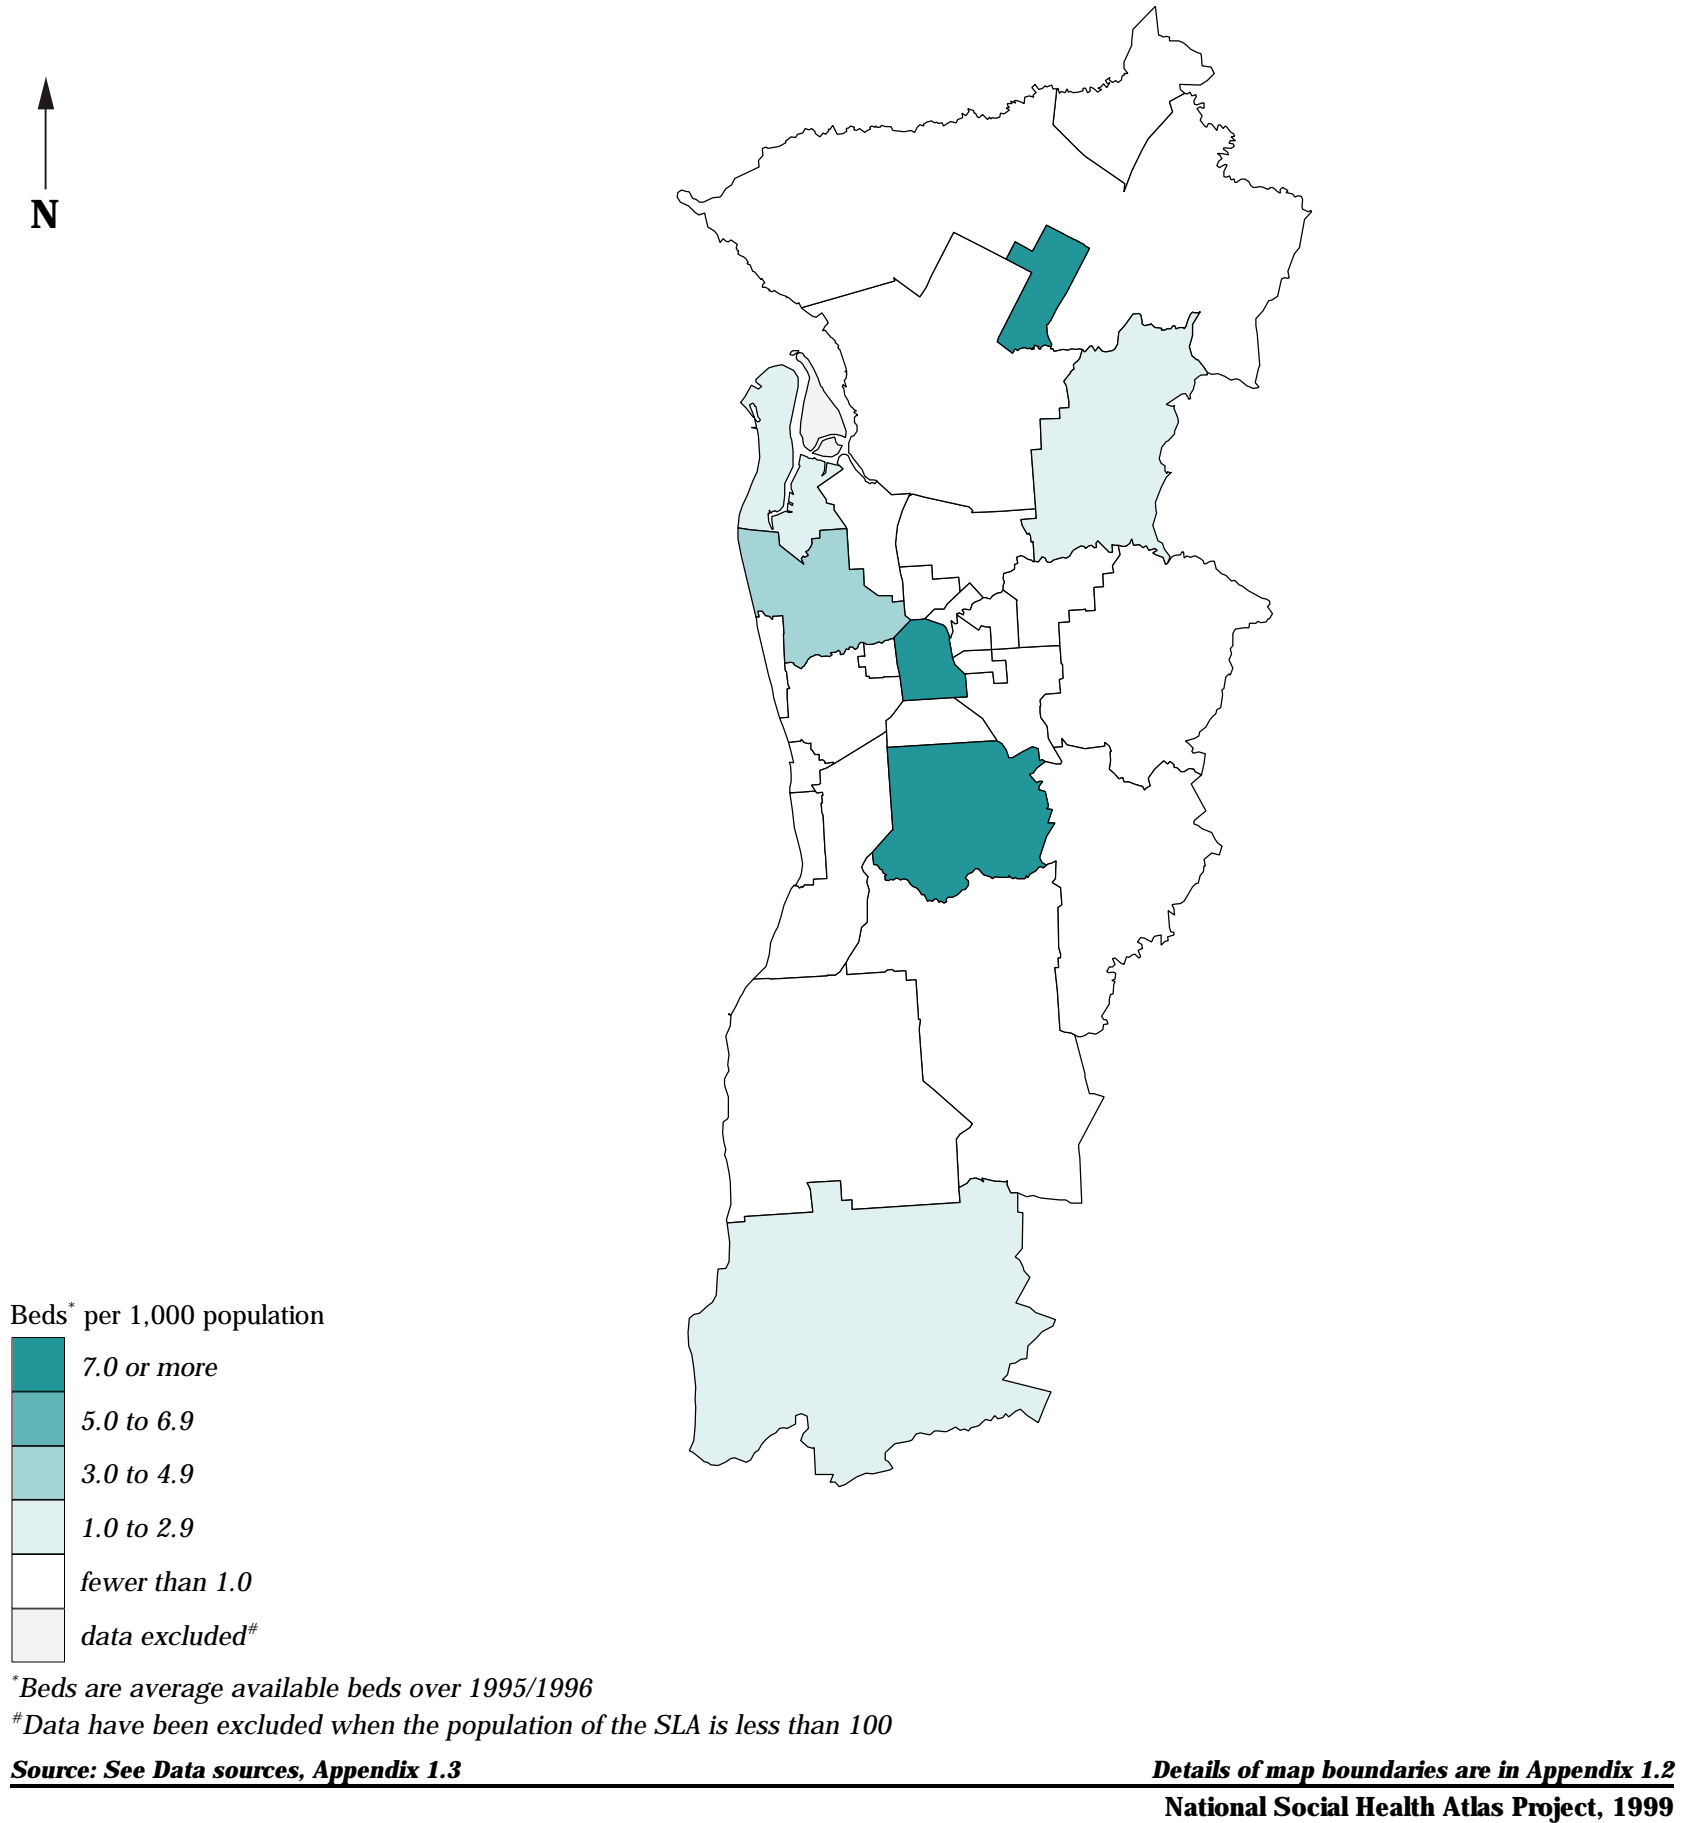 N
Beds* per 1,000 population
7.0 or more
5.0 to 6.9
3.0 to 4.9
1.0 to 2.9
fewer than 1.0
data excluded#
*Beds are average available beds over 1995/1996
#Data have been excluded when the population of the SLA is less than 100
Source: See Data sources, Appendix 1.3 Details of map boundaries are in Appendix 1.2
National Social Health Atlas Project, 1999